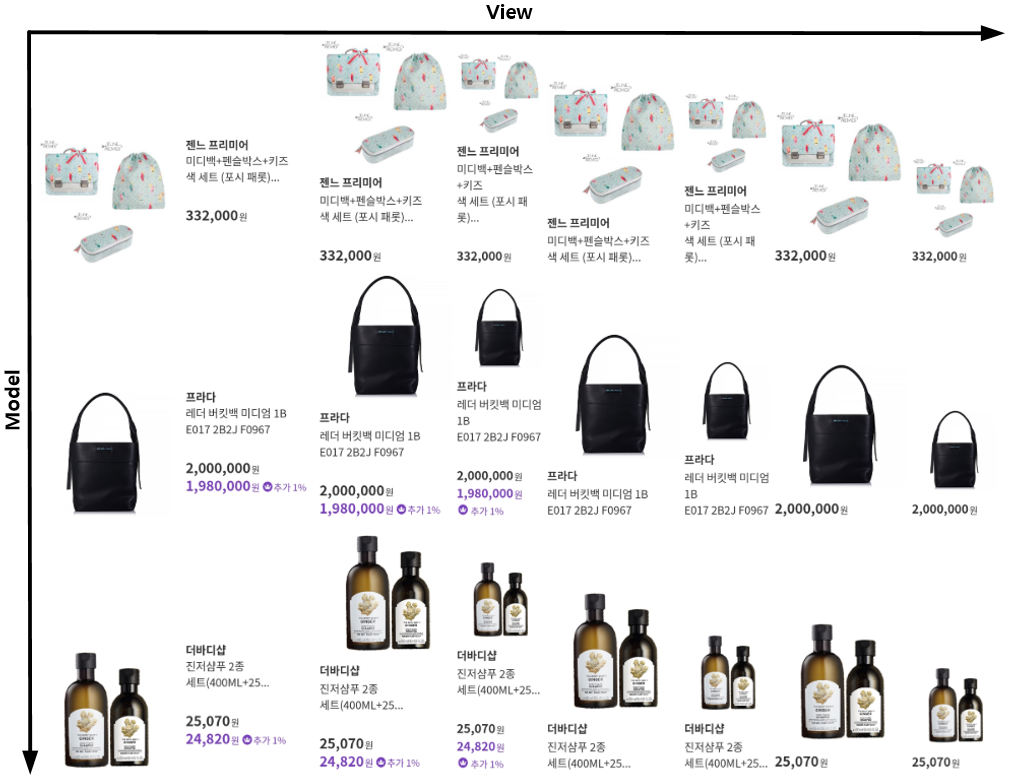 View
Model
젠느 프리미어
미디백+펜슬박스+키즈
색 세트 (포시 패롯)...
332,000원
젠느 프리미어
미디백+펜슬박스+키즈
색 세트 (포시 패롯)...
332,000원
젠느 프리미어
미디백+펜슬박스
+키즈
색 세트 (포시 패
롯)...
332,000원
젠느 프리미어
미디백+펜슬박스+키즈
색 세트 (포시 패롯)...
젠느 프리미어
미디백+펜슬박스
+키즈
색 세트 (포시 패
롯)...
332,000원
332,000원
프라다
레더 버킷백 미디엄 1B
E017 2B2J F0967
2,000,000원
1,980,000원 추가 1%
프라다
레더 버킷백 미디엄 1B
E017 2B2J F0967
2,000,000원
1,980,000원 추가 1%
프라다
레더 버킷백 미디엄
1B
E017 2B2J F0967
2,000,000원
1,980,000원
추가 1%
프라다
레더 버킷백 미디엄 1B
E017 2B2J F0967
프라다
레더 버킷백 미디엄
1B
E017 2B2J F0967
2,000,000원
2,000,000원
더바디샵
진저샴푸 2종
세트(400ML+25...
25,070원
24,820원 추가 1%
더바디샵
진저샴푸 2종
세트(400ML+25...
25,070원
24,820원 추가 1%
더바디샵
진저샴푸 2종
세트(400ML+25...
25,070원
24,820원
추가 1%
더바디샵
진저샴푸 2종
세트(400ML+25...
더바디샵
진저샴푸 2종
세트(400ML+25...
25,070원
25,070원